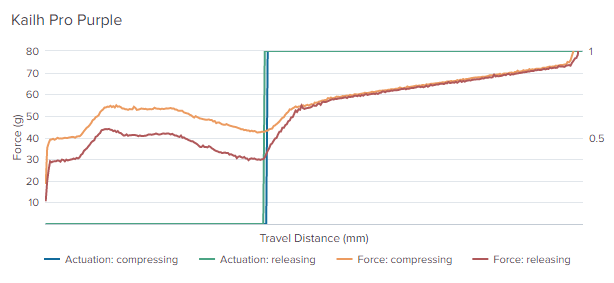 Kailh Pro Purple
80
70
60
50
40
30
20
10
Force (g)
1
0.5
Travel Distance (mm)
Actuation: compressing Actuation: releasing Force: compressing Force: releasing